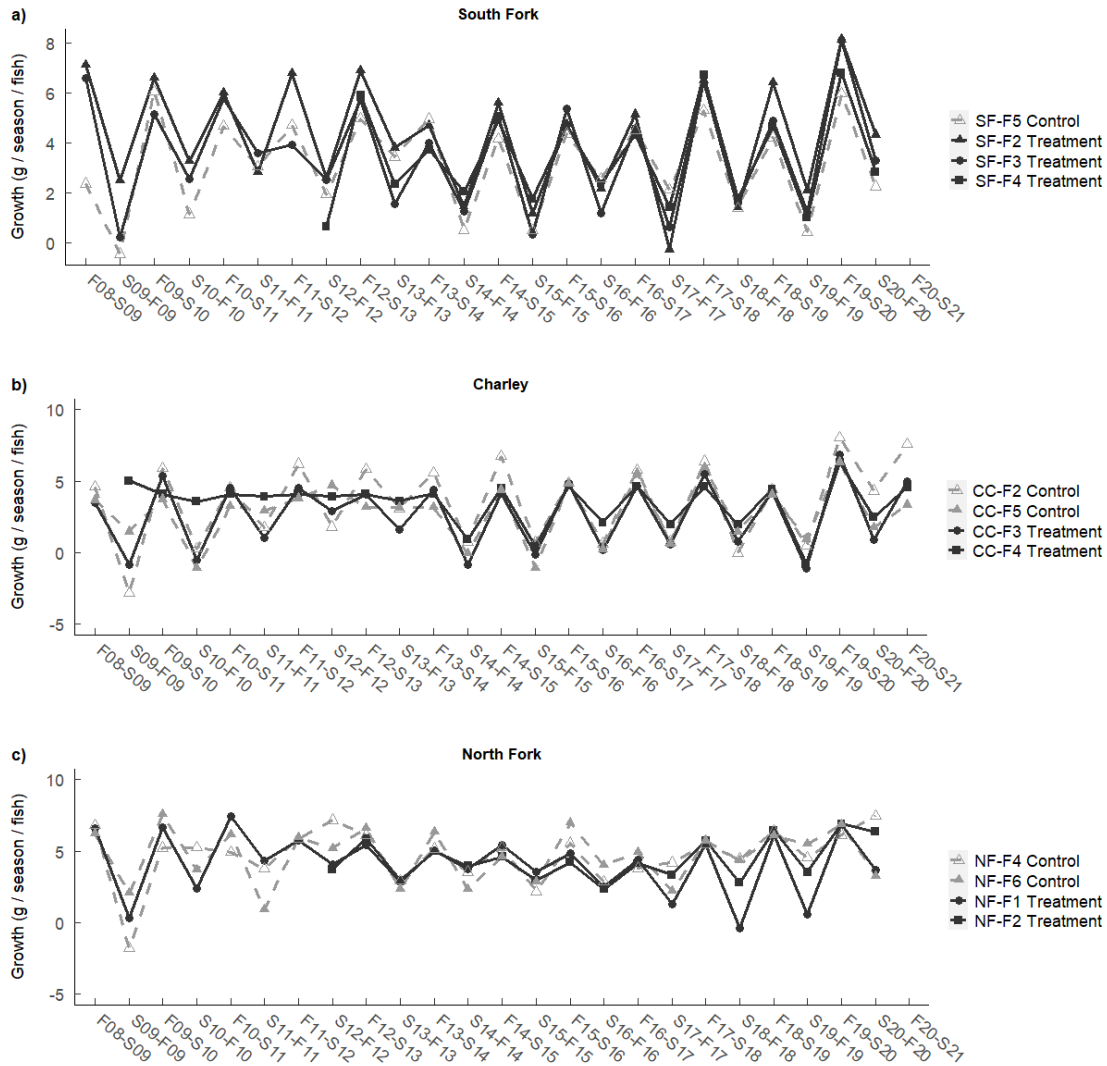 a)
South Fork
Growth (g / season / fish)
8
6
4
2
0
F08-S09
S09-F09
F09-S10
S10-F10
F10-S11
S11-F11
F11-S12
S12-F12
F12-S13
S13-F13
F13-S14
S14-F14
F14-S15
S15-F15
F15-S16
S16-F16
F16-S17
S17-F17
F17-S18
S18-F18
F18-S19
S19-F19
F19-S20
S20-F20
F20-S21
SF-F5 Control
SF-F2 Treatment
SF-F3 Treatment
SF-F4 Treatment
b)
Charley
Growth (g / season / fish)
10
5
0
-5
F08-S09
S09-F09
F09-S10
S10-F10
F10-S11
S11-F11
F11-S12
S12-F12
F12-S13
S13-F13
F13-S14
S14-F14
F14-S15
S15-F15
F15-S16
S16-F16
F16-S17
S17-F17
F17-S18
S18-F18
F18-S19
S19-F19
F19-S20
S20-F20
F20-S21
CC-F2 Control
CC-F5 Control
CC-F3 Treatment
CC-F4 Treatment
c)
North Fork
Growth (g / season / fish)
10
5
0
-5
F08-S09
S09-F09
F09-S10
S10-F10
F10-S11
S11-F11
F11-S12
S12-F12
F12-S13
S13-F13
F13-S14
S14-F14
F14-S15
S15-F15
F15-S16
S16-F16
F16-S17
S17-F17
F17-S18
S18-F18
F18-S19
S19-F19
F19-S20
S20-F20
F20-S21
NF-F4 Control
NF-F6 Control
NF-F1 Treatment
NF-F2 Treatment